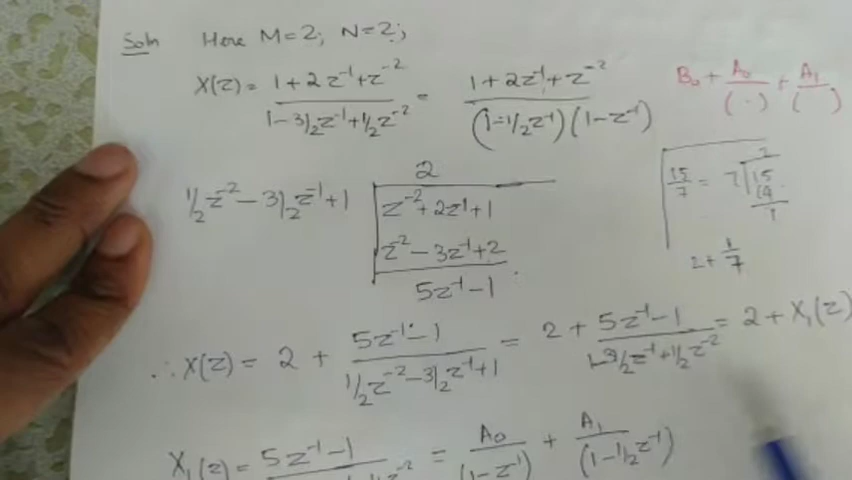 Soln Here M=2; N=2;
X(z) = (1 + 2z⁻¹ + z⁻²)/(1 - 3/2z⁻¹ + 1/2z⁻²) = (1 + 2z⁻¹ + z⁻²)/((1 - 1/2z⁻¹)(1 - z⁻¹))
B₀ + A₀/(·) + A₁/( )
2
1/2z⁻² - 3/2z⁻¹ + 1 | z⁻² + 2z⁻¹ + 1
z⁻² - 3z⁻¹ + 2
5z⁻¹ - 1
2
15/7 = 7 | 15
14
1
2 + 1/7
∴ X(z) = 2 + (5z⁻¹ - 1)/(1/2z⁻² - 3/2z⁻¹ + 1) = 2 + (5z⁻¹ - 1)/(1 - 3/2z⁻¹ + 1/2z⁻²) = 2 + X₁(z)
X₁(z) = 5z⁻¹ - 1 = A₀/(1 - z⁻¹) + A₁/(1 - 1/2z⁻¹)